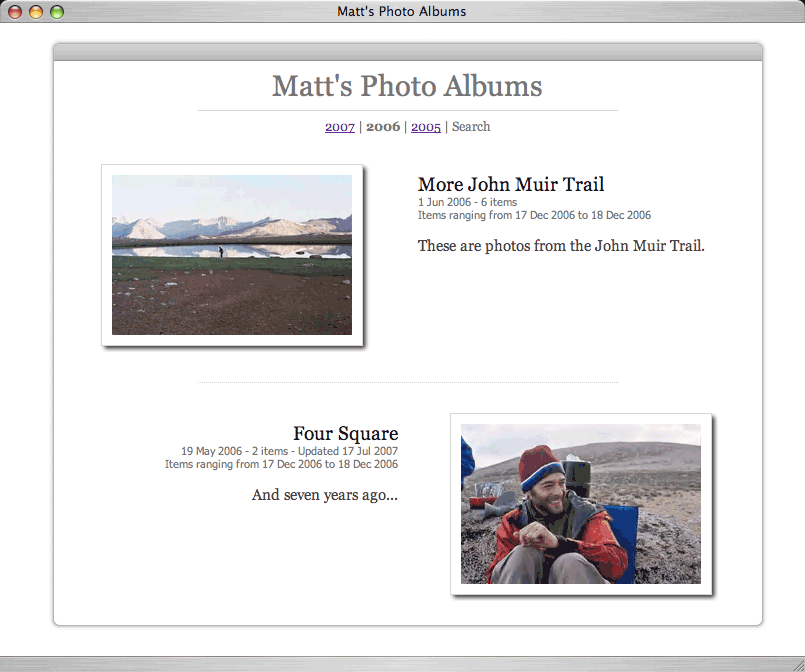 Matt's Photo Albums
Matt's Photo Albums
2007 | 2006 | 2005 | Search
More John Muir Trail
1 Jun 2006 - 6 items
Items ranging from 17 Dec 2006 to 18 Dec 2006
These are photos from the John Muir Trail.
Four Square
19 May 2006 - 2 items - Updated 17 Jul 2007
Items ranging from 17 Dec 2006 to 18 Dec 2006
And seven years ago...